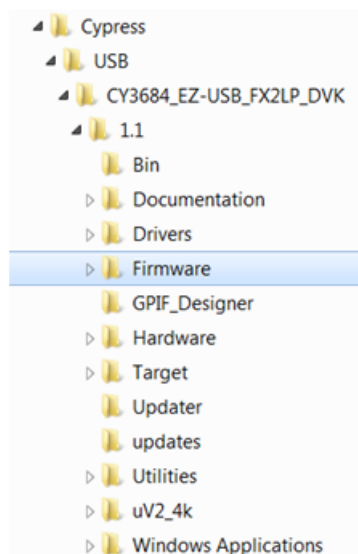 Cypress
USB
CY3684_EZ-USB_FX2LP_DVK
1.1
Bin
Documentation
Drivers
Firmware
GPIF_Designer
Hardware
Target
Updater
updates
Utilities
uV2_4k
Windows Applications